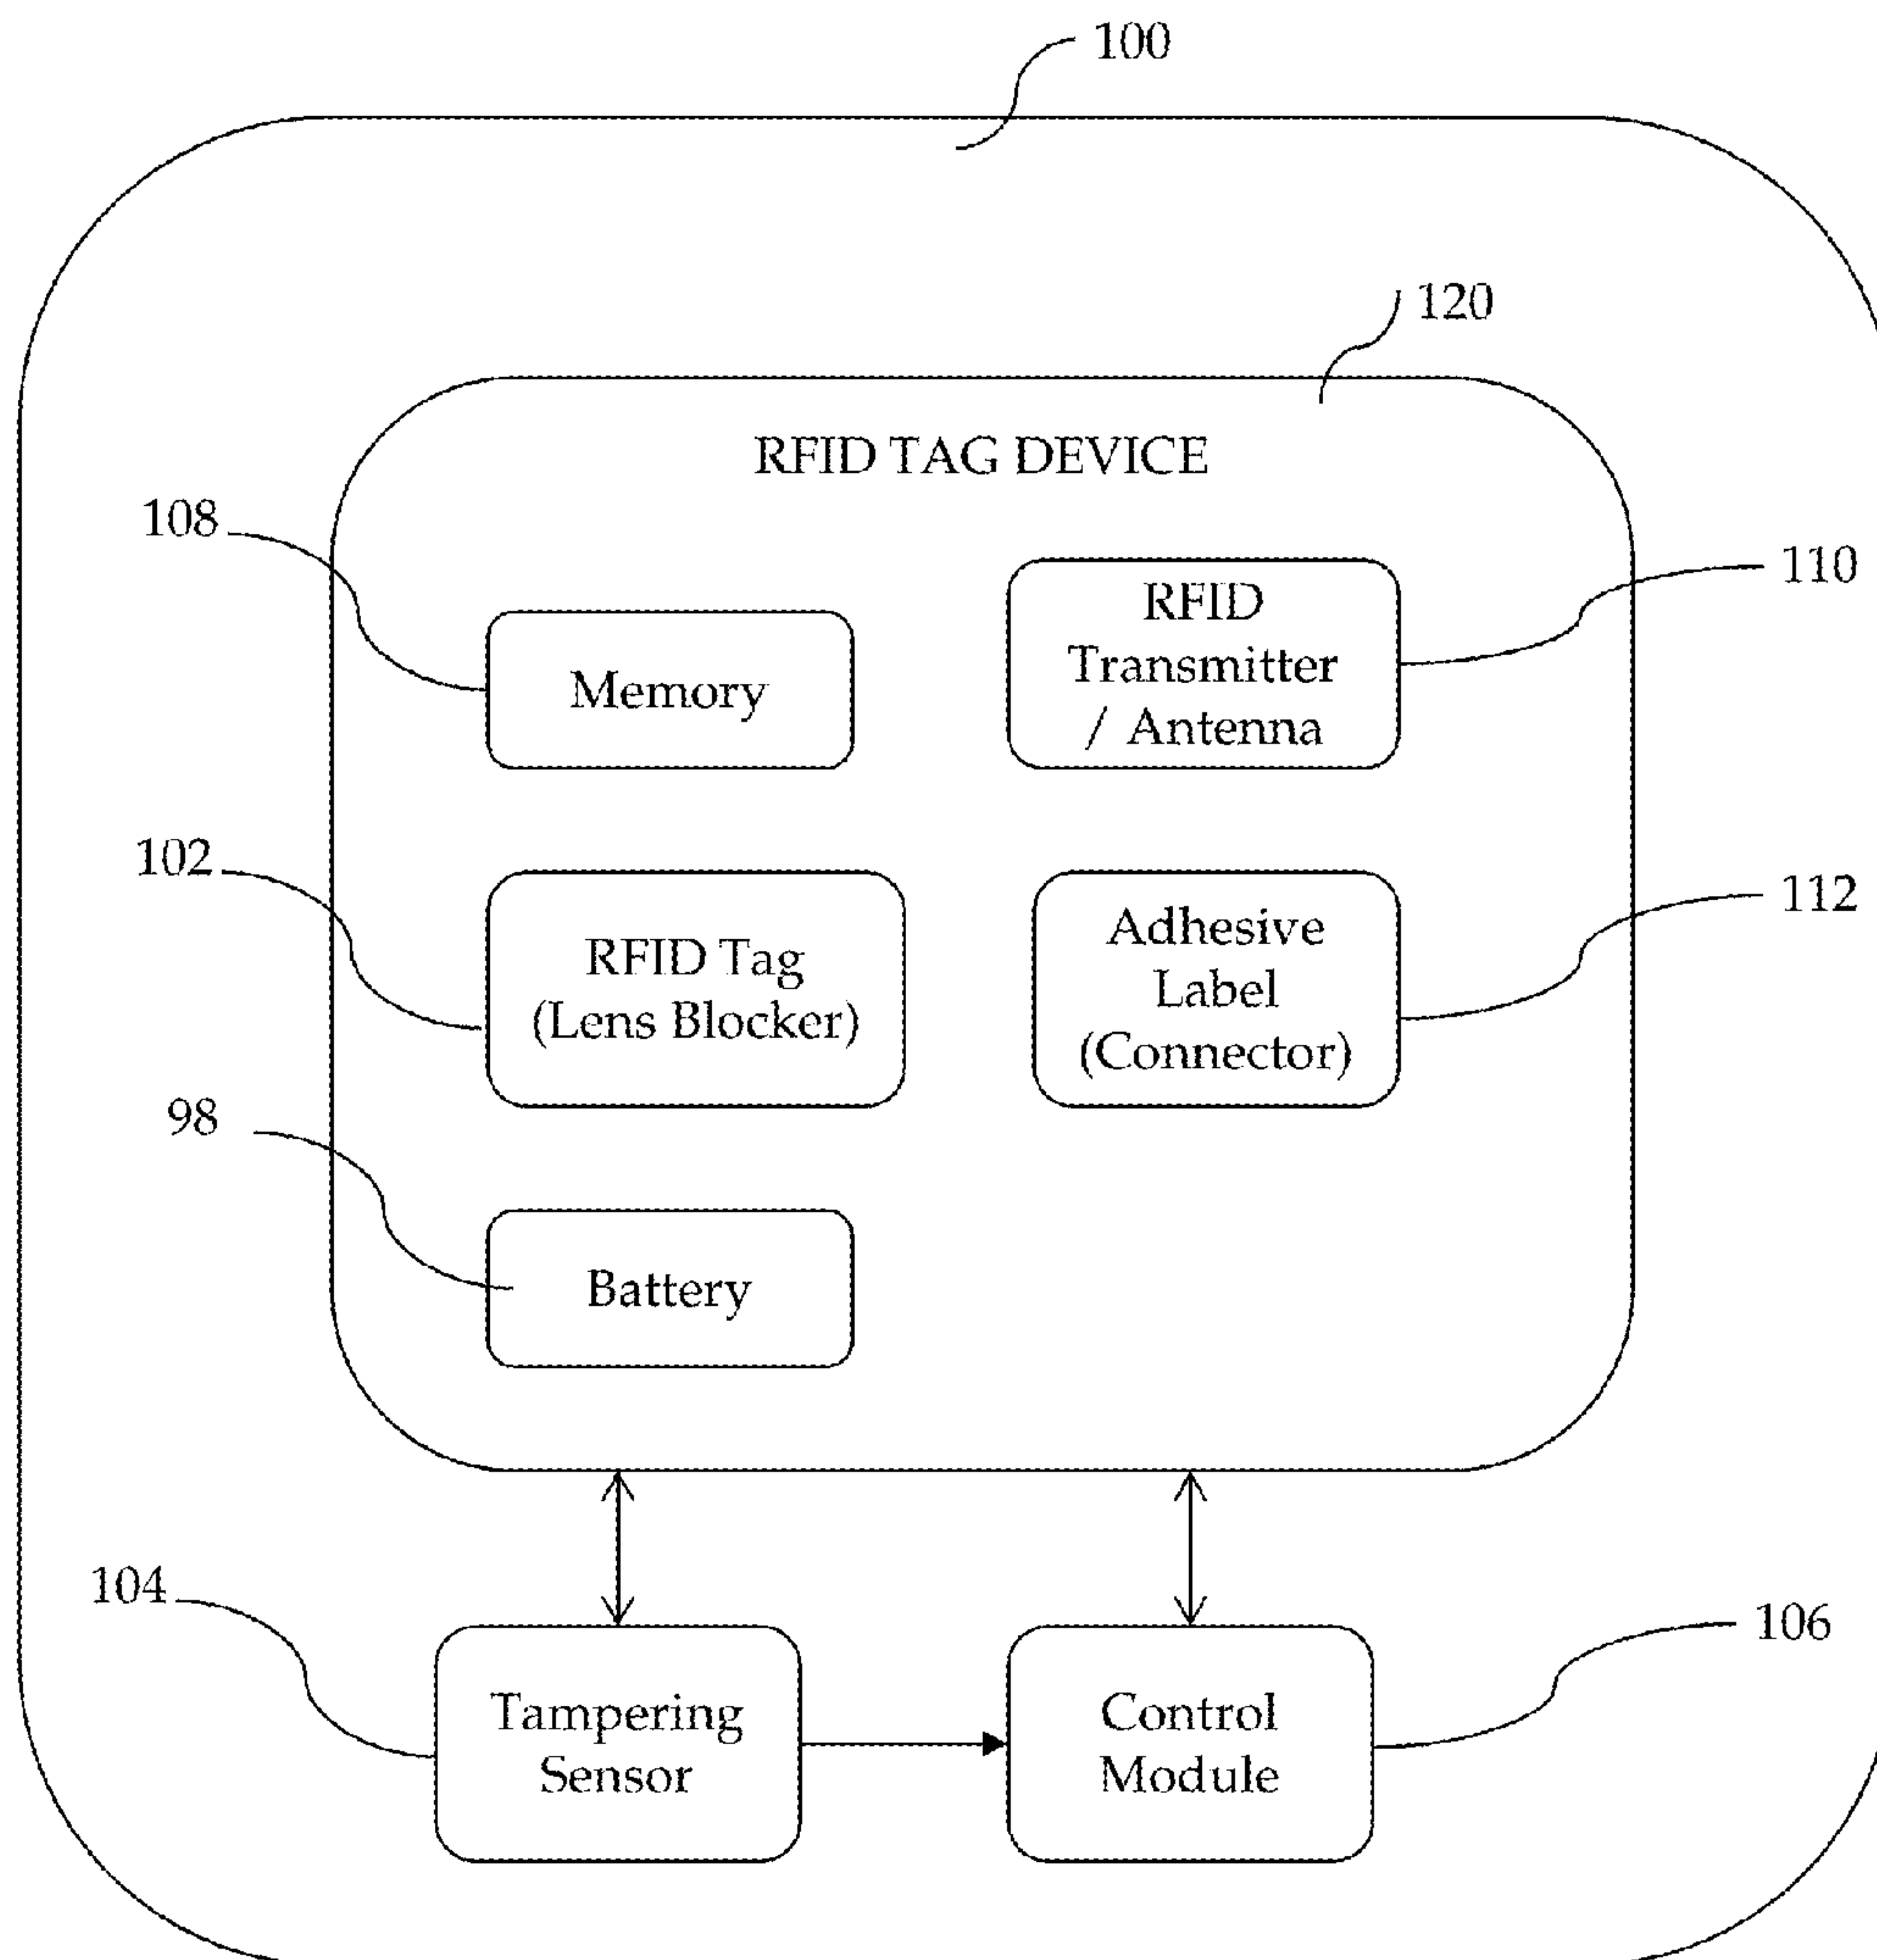 100
120
RFID TAG DEVICE
108
Memory
RFID
Transmitter
/ Antenna
110
102
RFID Tag
(Lens Blocker)
Adhesive
Label
(Connector)
112
98
Battery
104
Tampering
Sensor
Control
Module
106